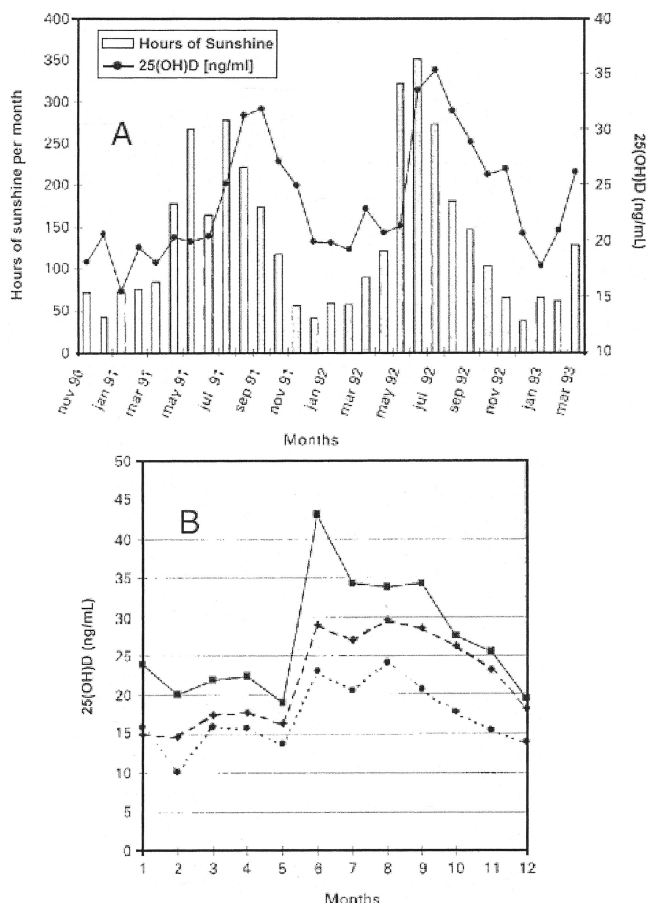 400
350
300
250
200
150
100
50
0
Hours of sunshine per month
Hours of Sunshine
25(OH)D [ng/ml]
A
40
35
30
25
20
15
10
25(OH)D (ng/mL)
nov 90
jan 91
mar 91
may 91
jul 91
sep 91
nov 91
jan 92
mar 92
may 92
jul 92
sep 92
nov 92
jan 93
mar 93
Months
50
45
40
35
30
25
20
15
10
5
0
25(OH)D (ng/mL)
B
1 2 3 4 5 6 7 8 9 10 11 12
Months